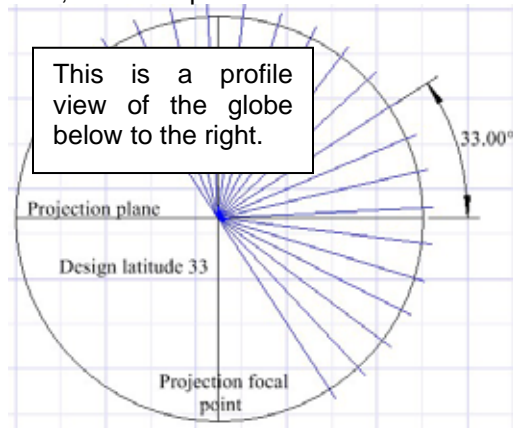 This is a profile
view of the globe
below to the right.
33.00°
Projection plane
Design latitude 33
Projection focal
point